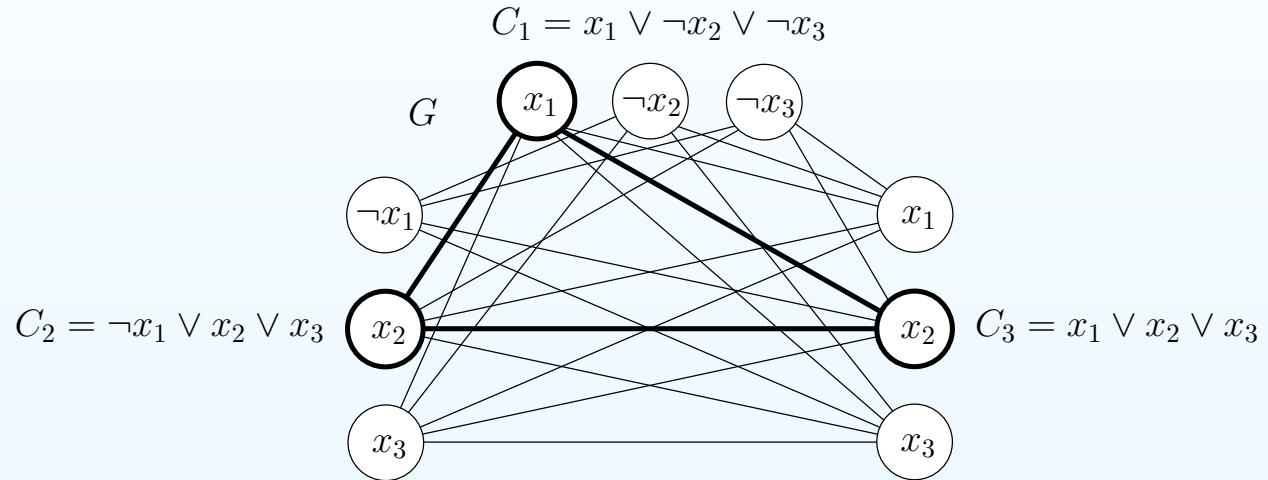 C₁ = x₁ ∨ ¬x₂ ∨ ¬x₃
G
x₁ ¬x₂ ¬x₃
¬x₁ x₁
C₂ = ¬x₁ ∨ x₂ ∨ x₃ x₂ x₂ C₃ = x₁ ∨ x₂ ∨ x₃
x₃ x₃